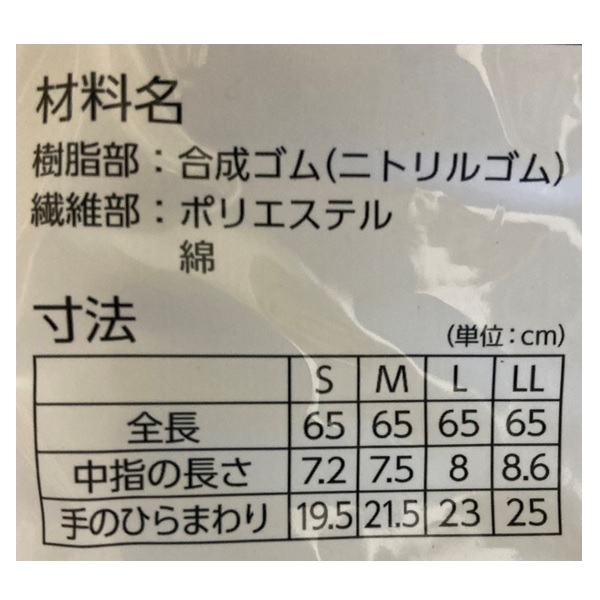 材料名
樹脂部：合成ゴム(ニトリルゴム)
繊維部：ポリエステル
綿
寸法 (単位：cm)
S M L LL
全長 65 65 65 65
中指の長さ 7.2 7.5 8 8.6
手のひらまわり 19.5 21.5 23 25